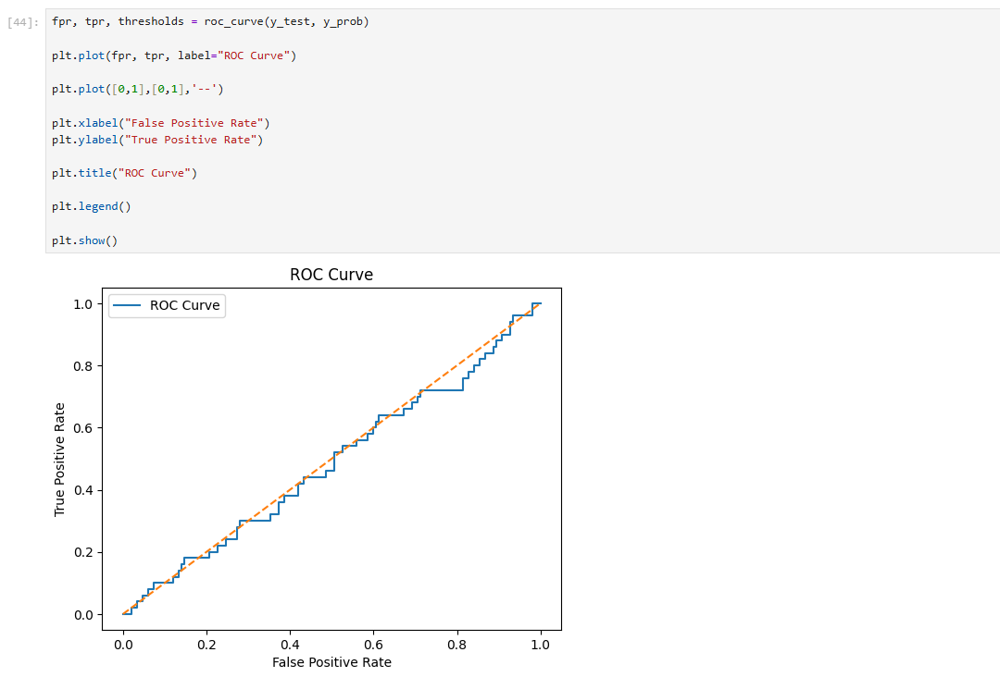 [44]:
fpr, tpr, thresholds = roc_curve(y_test, y_prob)
plt.plot(fpr, tpr, label="ROC Curve")
plt.plot([0,1],[0,1],'--')
plt.xlabel("False Positive Rate")
plt.ylabel("True Positive Rate")
plt.title("ROC Curve")
plt.legend()
plt.show()
ROC Curve
ROC Curve
1.0
0.8
0.6
0.4
0.2
0.0
True Positive Rate
0.0 0.2 0.4 0.6 0.8 1.0
False Positive Rate